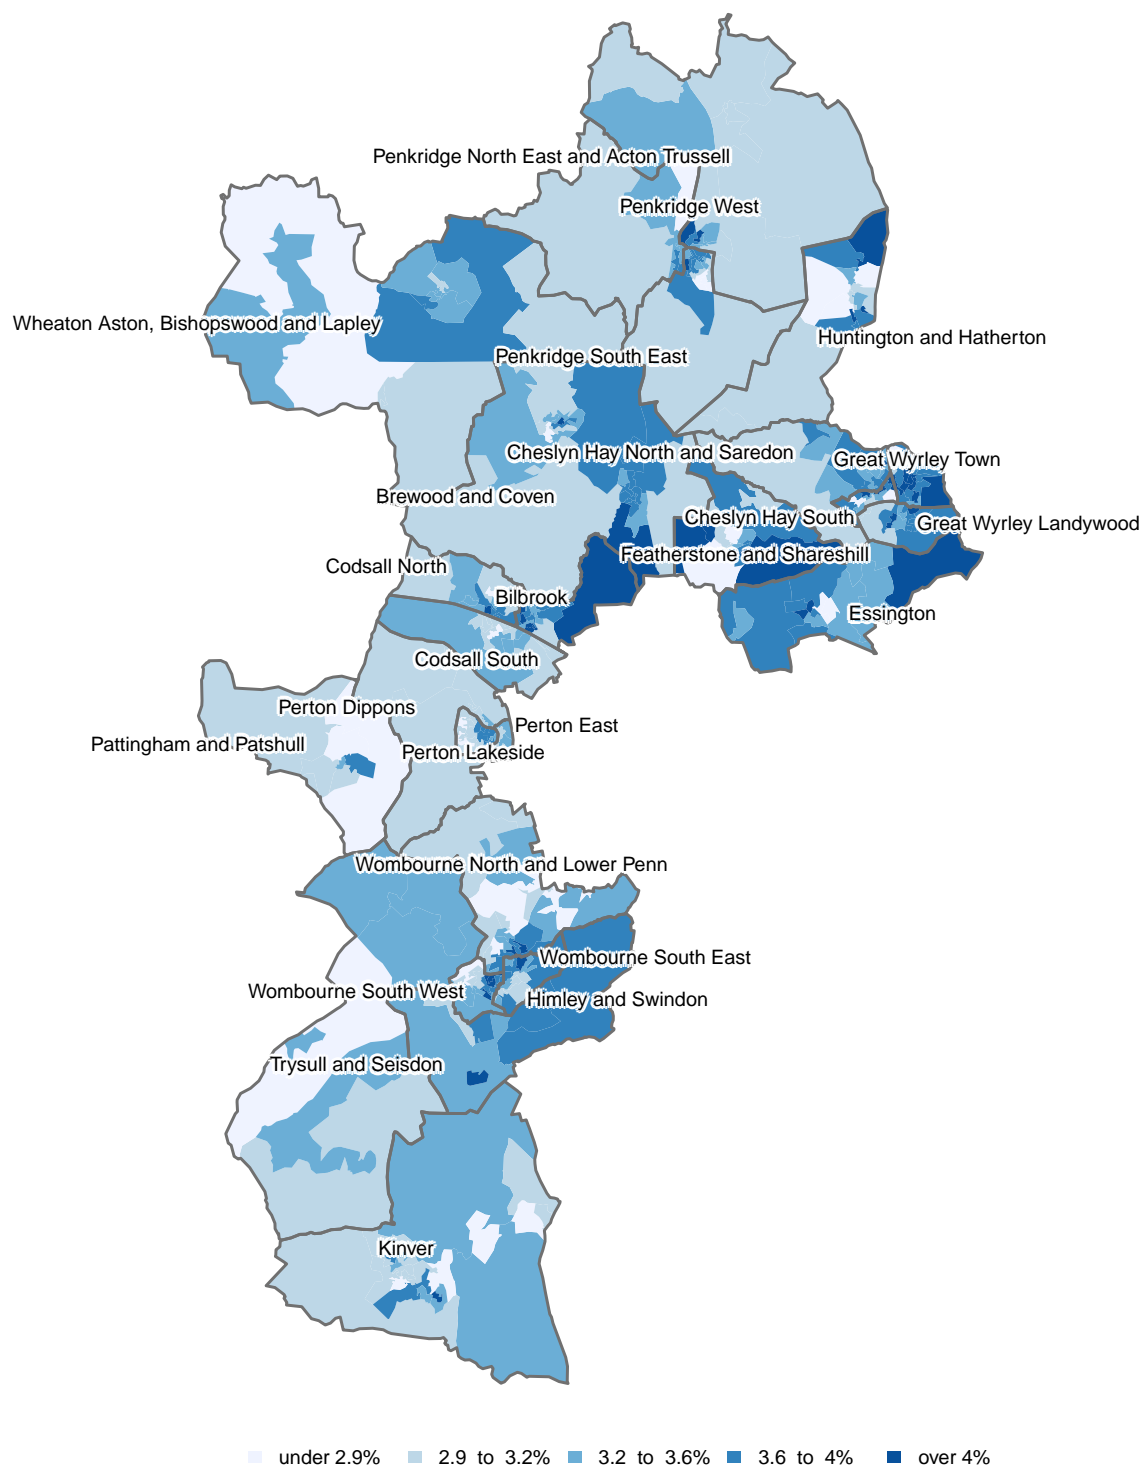 Penkridge North East and Acton Trussell
Penkridge West
Wheaton Aston, Bishopswood and Lapley
Huntington and Hatherton
Penkridge South East
Cheslyn Hay North and Saredon
Great Wyrley Town
Brewood and Coven
Cheslyn Hay South
Great Wyrley Landywood
Featherstone and Shareshill
Codsall North
Bilbrook
Essington
Codsall South
Perton Dippons
Perton East
Pattingham and Patshull
Perton Lakeside
Wombourne North and Lower Penn
Wombourne South East
Wombourne South West
Himley and Swindon
Trysull and Seisdon
Kinver
under 2.9% 2.9 to 3.2% 3.2 to 3.6% 3.6 to 4% over 4%